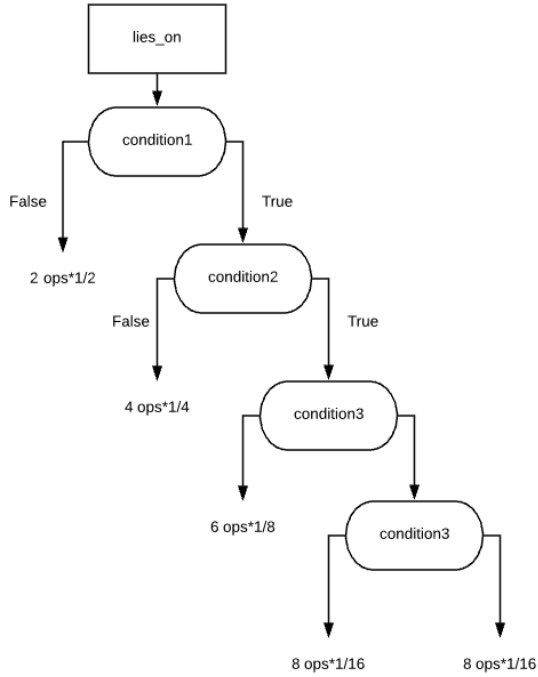 lies_on
condition1
False
True
2 ops*1/2
condition2
False
True
4 ops*1/4
condition3
6 ops*1/8
condition3
8 ops*1/16
8 ops*1/16